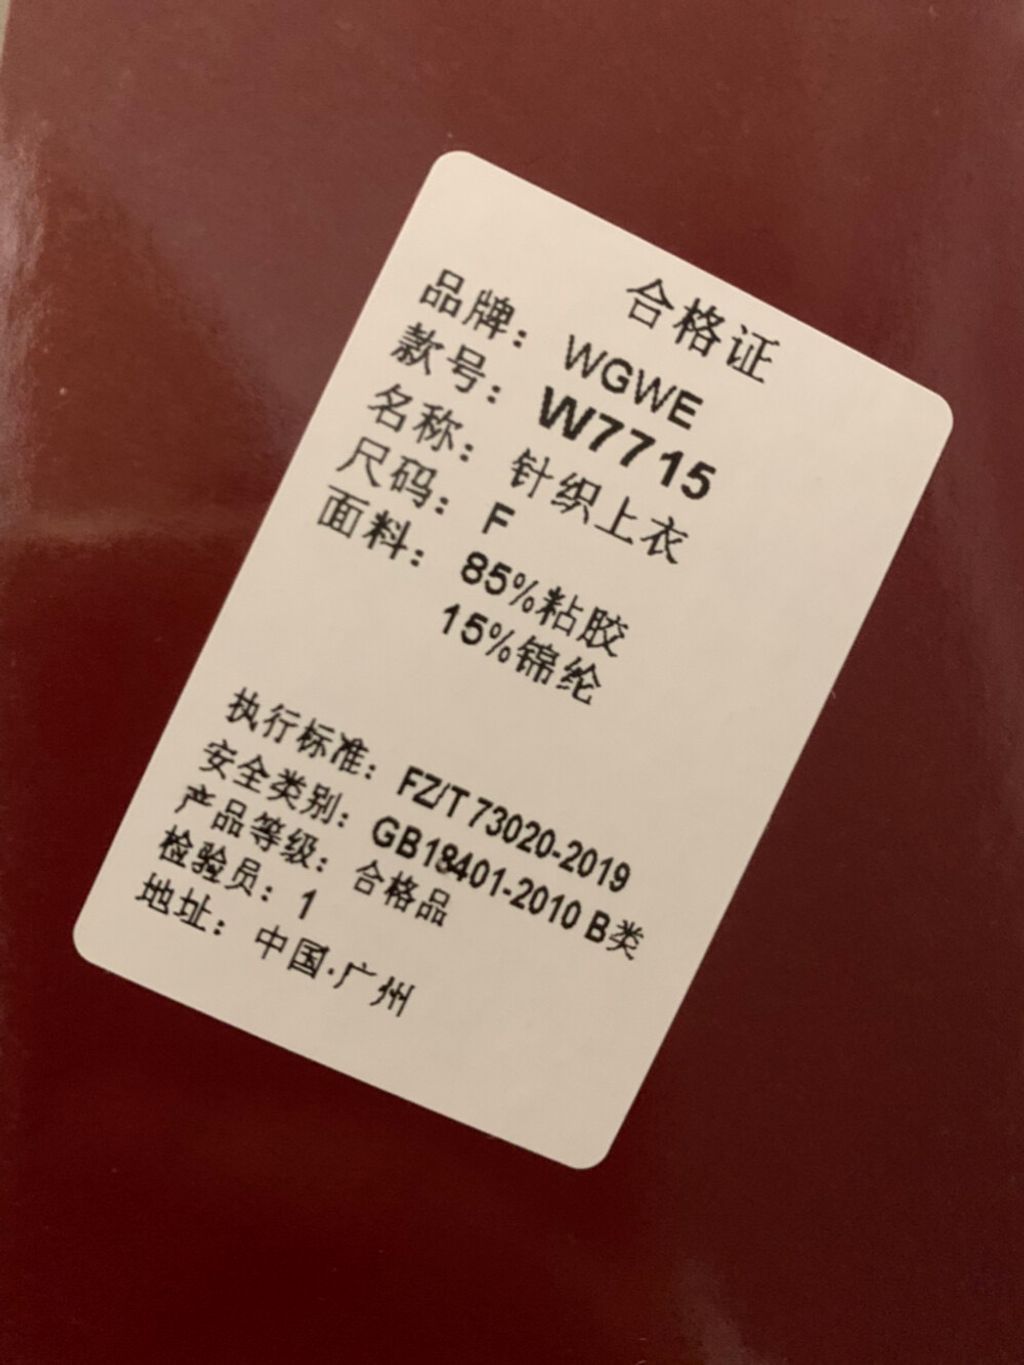 合格证
品牌：WGWE
款号：W7715
名称：针织上衣
尺码：F
面料：85%粘胶
15%锦纶
执行标准：FZ/T 73020-2019
安全类别：GB18401-2010 B类
产品等级：合格品
检验员：1
地址：中国.广州